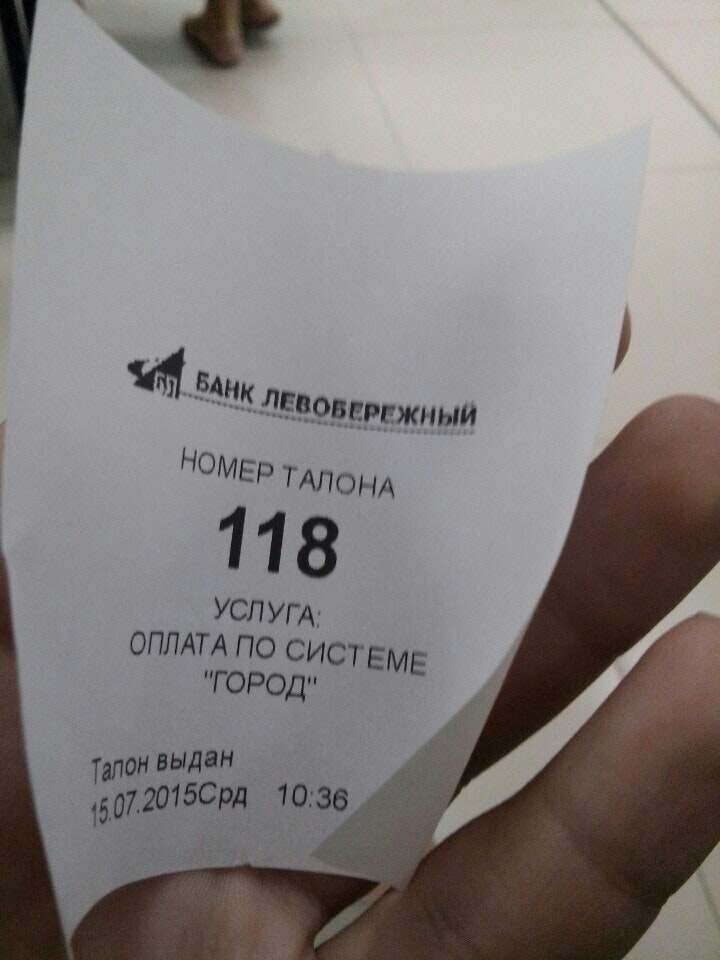 БАНК ЛЕВОБЕРЕЖНЫЙ
НОМЕР ТАЛОНА
118
УСЛУГА:
ОПЛАТА ПО СИСТЕМЕ
"ГОРОД"
Талон выдан
15.07.2015Срд 10:36